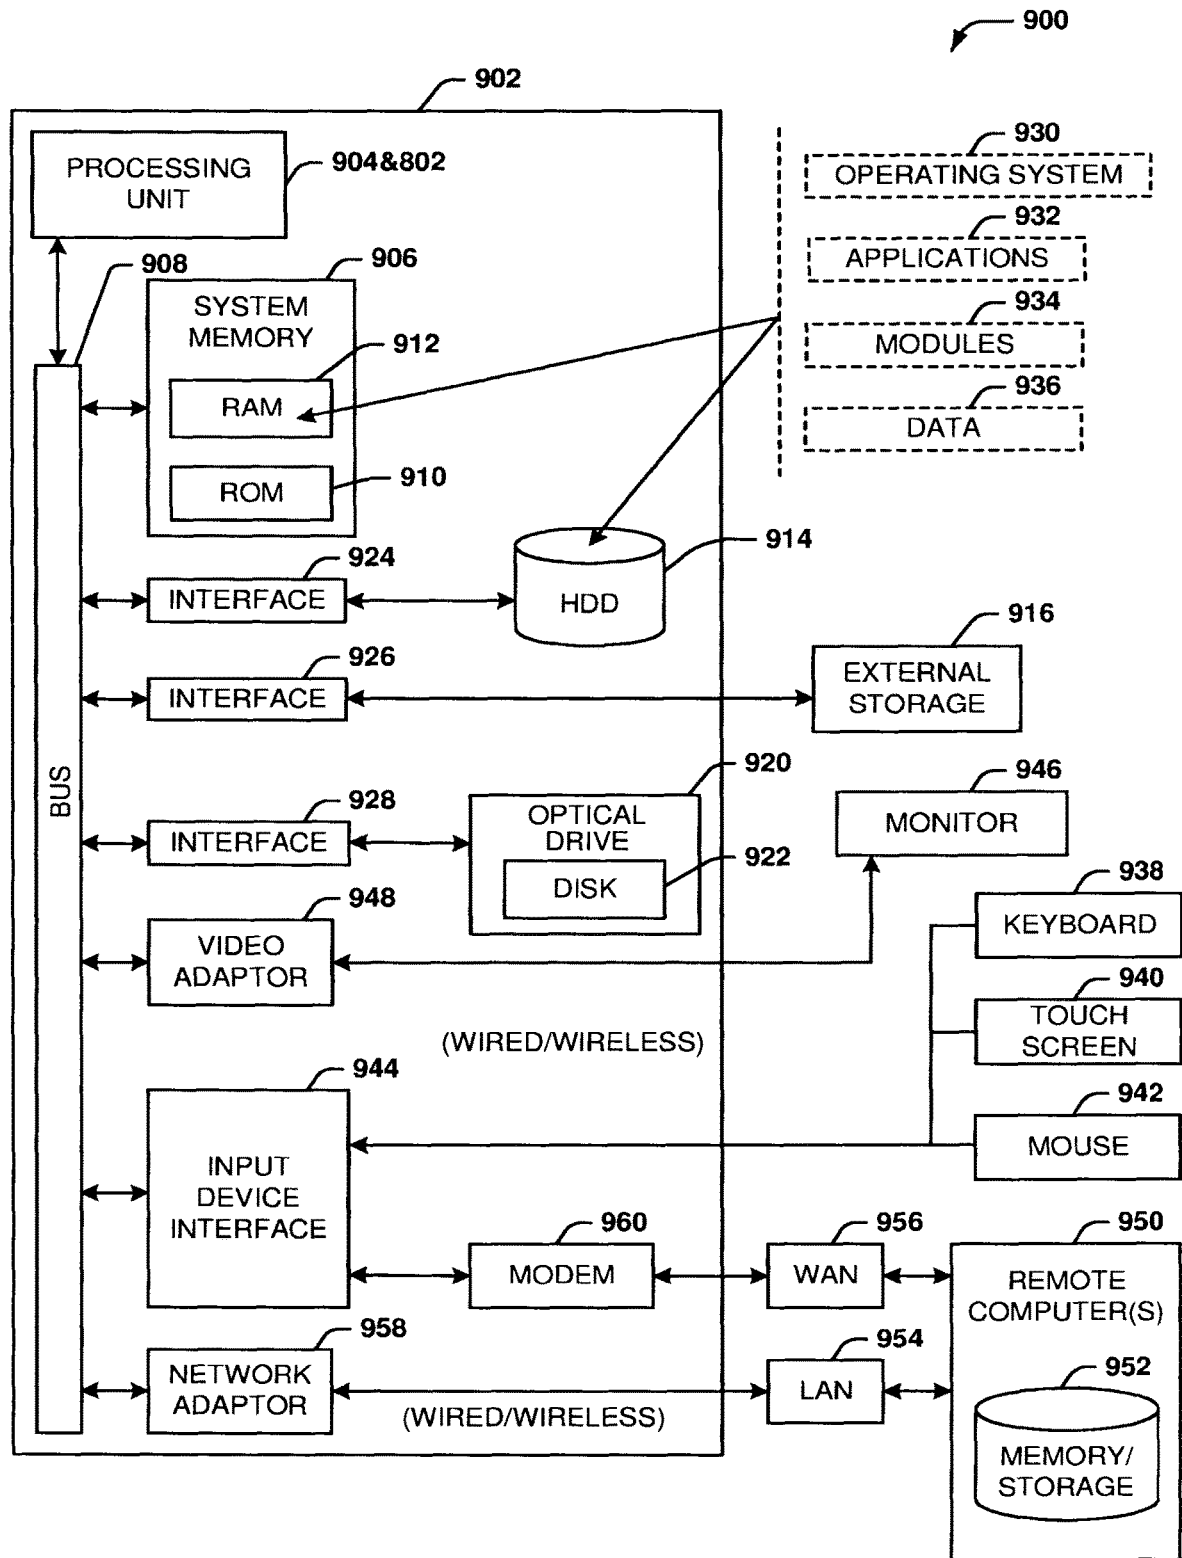 900
902
PROCESSING
UNIT
904&802
930
OPERATING SYSTEM
932
APPLICATIONS
934
MODULES
936
DATA
908
906
SYSTEM
MEMORY
912
RAM
910
ROM
BUS
924
INTERFACE
914
HDD
926
INTERFACE
916
EXTERNAL
STORAGE
928
INTERFACE
920
OPTICAL
DRIVE
922
DISK
946
MONITOR
948
VIDEO
ADAPTOR
938
KEYBOARD
940
TOUCH
SCREEN
942
MOUSE
(WIRED/WIRELESS)
944
INPUT
DEVICE
INTERFACE
960
MODEM
956
WAN
950
REMOTE
COMPUTER(S)
958
NETWORK
ADAPTOR
(WIRED/WIRELESS)
954
LAN
952
MEMORY/
STORAGE